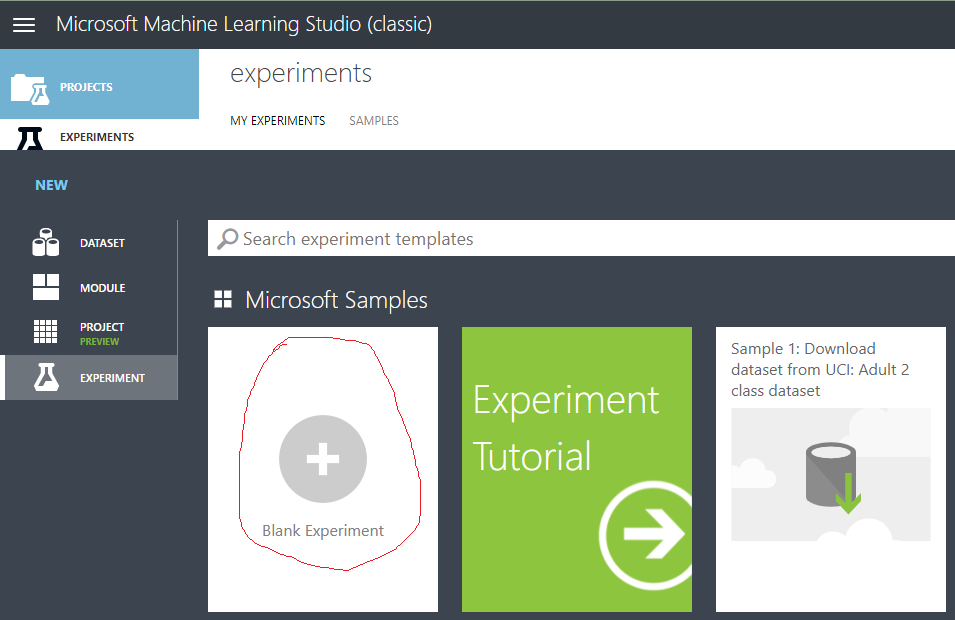 Microsoft Machine Learning Studio (classic)
PROJECTS
EXPERIMENTS
experiments
MY EXPERIMENTS SAMPLES
NEW
DATASET
MODULE
PROJECT
PREVIEW
EXPERIMENT
Search experiment templates
Microsoft Samples
Blank Experiment
Experiment
Tutorial
Sample 1: Download
dataset from UCI: Adult 2
class dataset